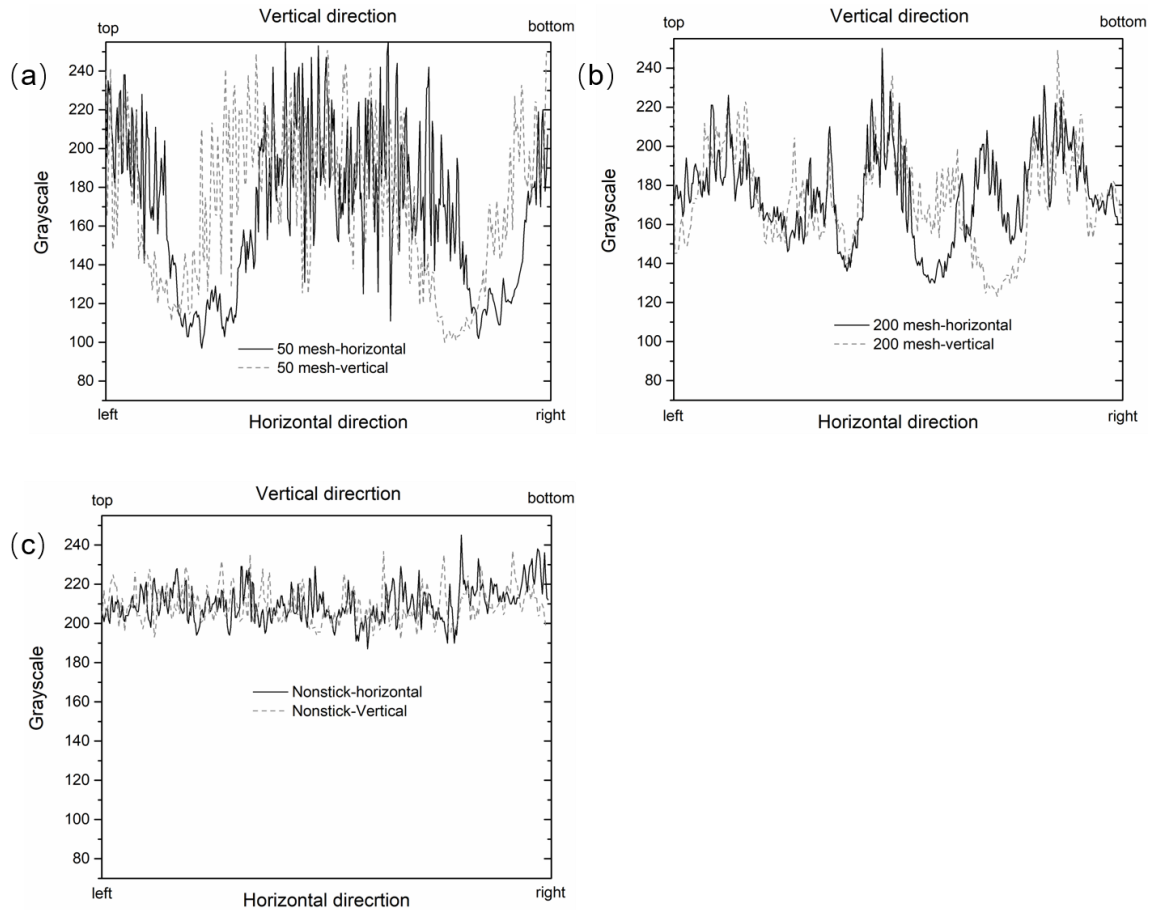 Vertical direction
top
bottom
(a)
Grayscale
240
220
200
180
160
140
120
100
80
50 mesh-horizontal
50 mesh-vertical
left
right
Horizontal direction
Vertical direction
top
bottom
(b)
Grayscale
240
220
200
180
160
140
120
100
80
200 mesh-horizontal
200 mesh-vertical
left
right
Horizontal direction
Vertical direcrtion
top
bottom
(c)
Grayscale
240
220
200
180
160
140
120
100
80
Nonstick-horizontal
Nonstick-Vertical
left
right
Horizontal direcrtion